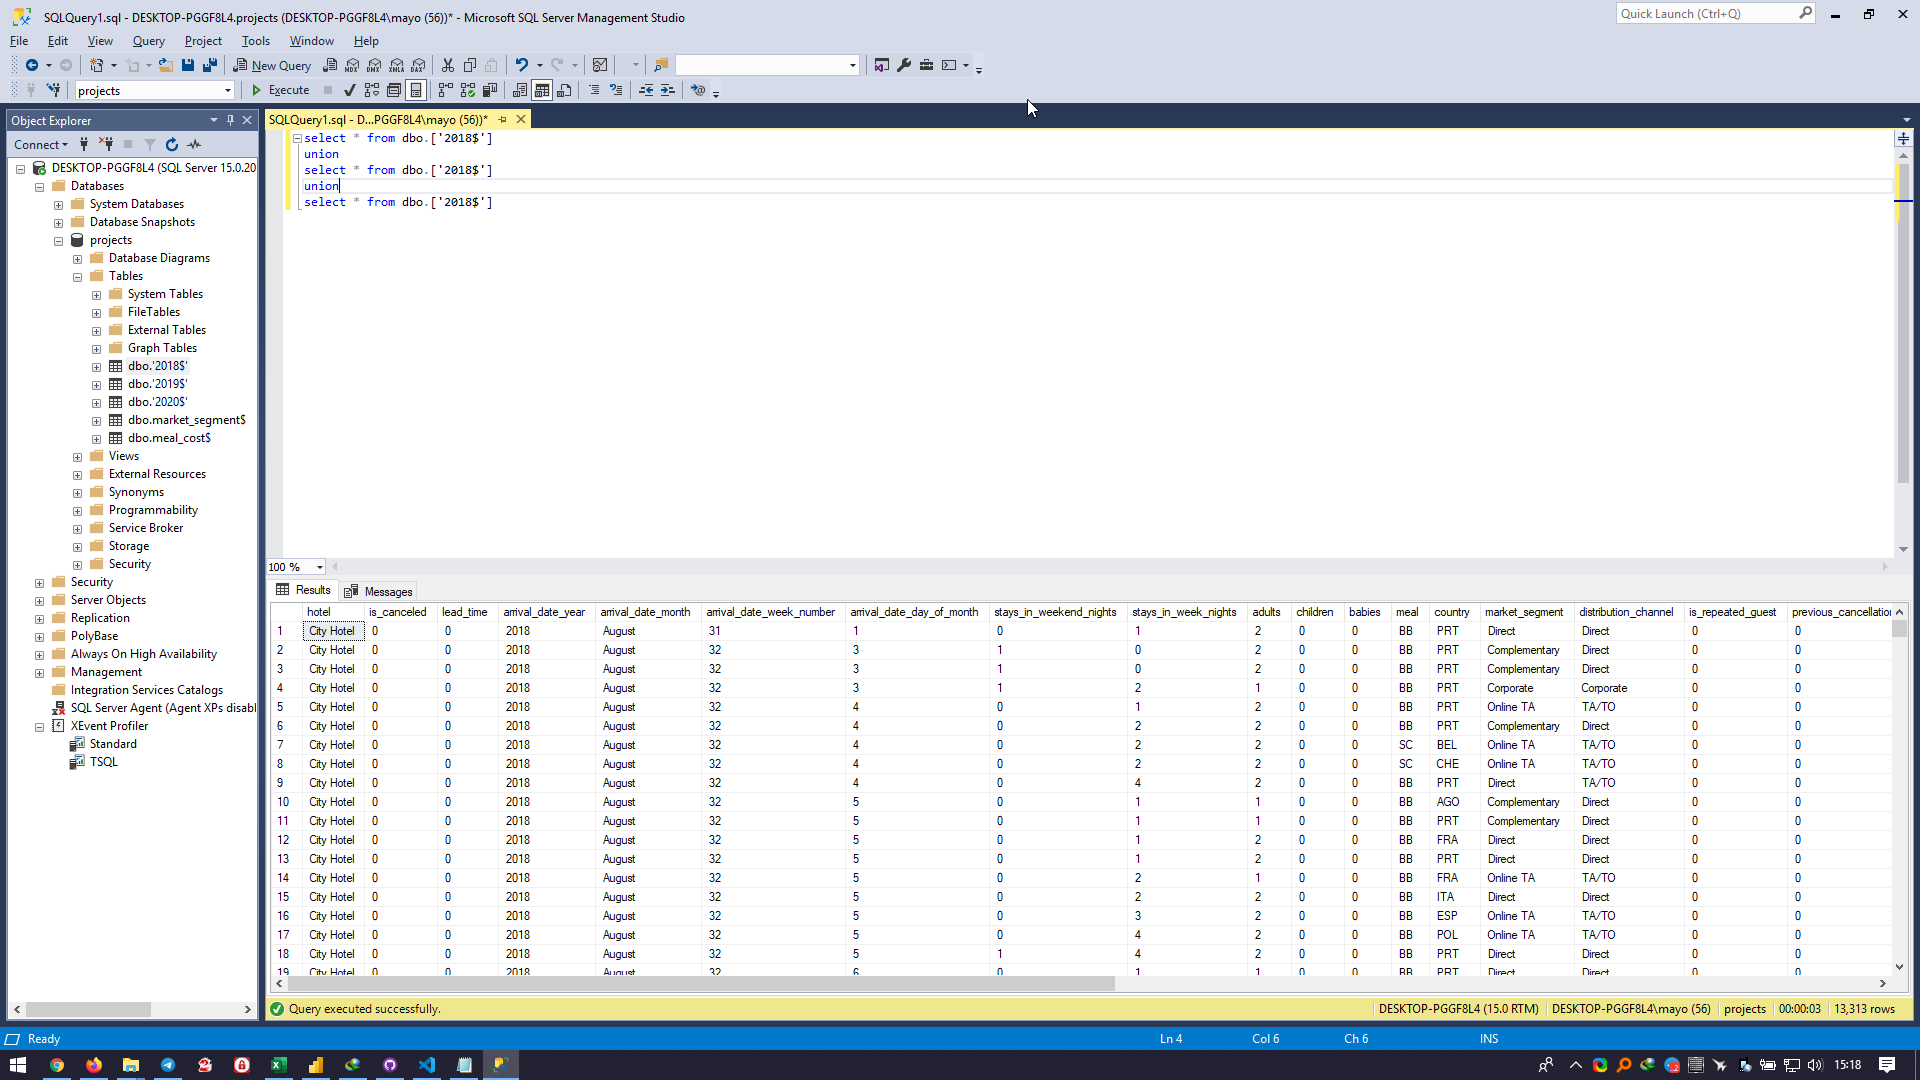 SQLQuery1.sql - DESKTOP-PGGF8L4.projects (DESKTOP-PGGF8L4\mayo (56))* - Microsoft SQL Server Management Studio
Quick Launch (Ctrl+Q)
File Edit View Query Project Tools Window Help
New Query
projects
Execute
Object Explorer
Connect
DESKTOP-PGGF8L4 (SQL Server 15.0.20
Databases
System Databases
Database Snapshots
projects
Database Diagrams
Tables
System Tables
FileTables
External Tables
Graph Tables
dbo.'2018$'
dbo.'2019$'
dbo.'2020$'
dbo.market_segment$
dbo.meal_cost$
Views
External Resources
Synonyms
Programmability
Service Broker
Storage
Security
Security
Server Objects
Replication
PolyBase
Always On High Availability
Management
Integration Services Catalogs
SQL Server Agent (Agent XPs disabl
XEvent Profiler
Standard
TSQL
SQLQuery1.sql - D...PGGF8L4\mayo (56))*
select * from dbo.['2018$']
union
select * from dbo.['2018$']
union
select * from dbo.['2018$']
100 %
Results Messages
hotel is_canceled lead_time arrival_date_year arrival_date_month arrival_date_week_number arrival_date_day_of_month stays_in_weekend_nights stays_in_week_nights adults children babies meal country market_segment distribution_channel is_repeated_guest previous_cancellation
1 City Hotel 0 0 2018 August 31 1 0 1 2 0 0 BB PRT Direct Direct 0 0
2 City Hotel 0 0 2018 August 32 3 1 0 2 0 0 BB PRT Complementary Direct 0 0
3 City Hotel 0 0 2018 August 32 3 1 0 2 0 0 BB PRT Complementary Direct 0 0
4 City Hotel 0 0 2018 August 32 3 1 2 1 0 0 BB PRT Corporate Corporate 0 0
5 City Hotel 0 0 2018 August 32 4 0 1 2 0 0 BB PRT Online TA TA/TO 0 0
6 City Hotel 0 0 2018 August 32 4 0 2 2 0 0 BB PRT Complementary Direct 0 0
7 City Hotel 0 0 2018 August 32 4 0 2 2 0 0 SC BEL Online TA TA/TO 0 0
8 City Hotel 0 0 2018 August 32 4 0 2 2 0 0 SC CHE Online TA TA/TO 0 0
9 City Hotel 0 0 2018 August 32 4 0 4 2 0 0 BB PRT Direct TA/TO 0 0
10 City Hotel 0 0 2018 August 32 5 0 1 1 0 0 BB AGO Complementary Direct 0 0
11 City Hotel 0 0 2018 August 32 5 0 1 1 0 0 BB PRT Complementary Direct 0 0
12 City Hotel 0 0 2018 August 32 5 0 1 2 0 0 BB FRA Direct Direct 0 0
13 City Hotel 0 0 2018 August 32 5 0 1 2 0 0 BB PRT Direct Direct 0 0
14 City Hotel 0 0 2018 August 32 5 0 2 1 0 0 BB FRA Online TA TA/TO 0 0
15 City Hotel 0 0 2018 August 32 5 0 2 2 0 0 BB ITA Direct Direct 0 0
16 City Hotel 0 0 2018 August 32 5 0 3 2 0 0 BB ESP Online TA TA/TO 0 0
17 City Hotel 0 0 2018 August 32 5 0 4 2 0 0 BB POL Online TA TA/TO 0 0
18 City Hotel 0 0 2018 August 32 5 1 4 2 0 0 BB PRT Direct Direct 0 0
19 City Hotel 0 0 2018 August 32 6 0 1 1 0 0 BB PRT Direct Direct 0 0
Query executed successfully.
DESKTOP-PGGF8L4 (15.0 RTM) DESKTOP-PGGF8L4\mayo (56) projects 00:00:03 13,313 rows
Ready Ln 4 Col 6 Ch 6 INS
15:18